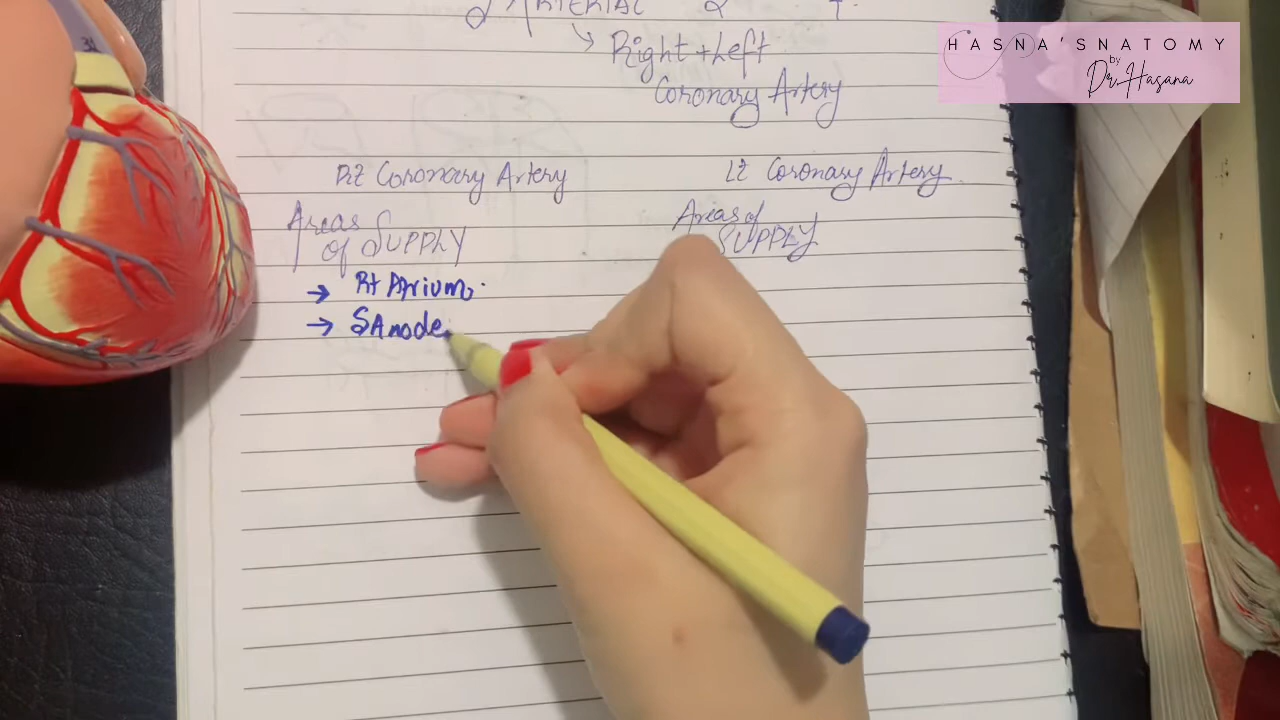 ARTERIAL
Right + Left
Coronary Artery
HASNA'SNATOMY
by
Dr. Hasana
Rt Coronary Artery
Lt Coronary Artery
Areas
of SUPPLY
Areas of
SUPPLY
→ Rt Atrium.
→ SA node